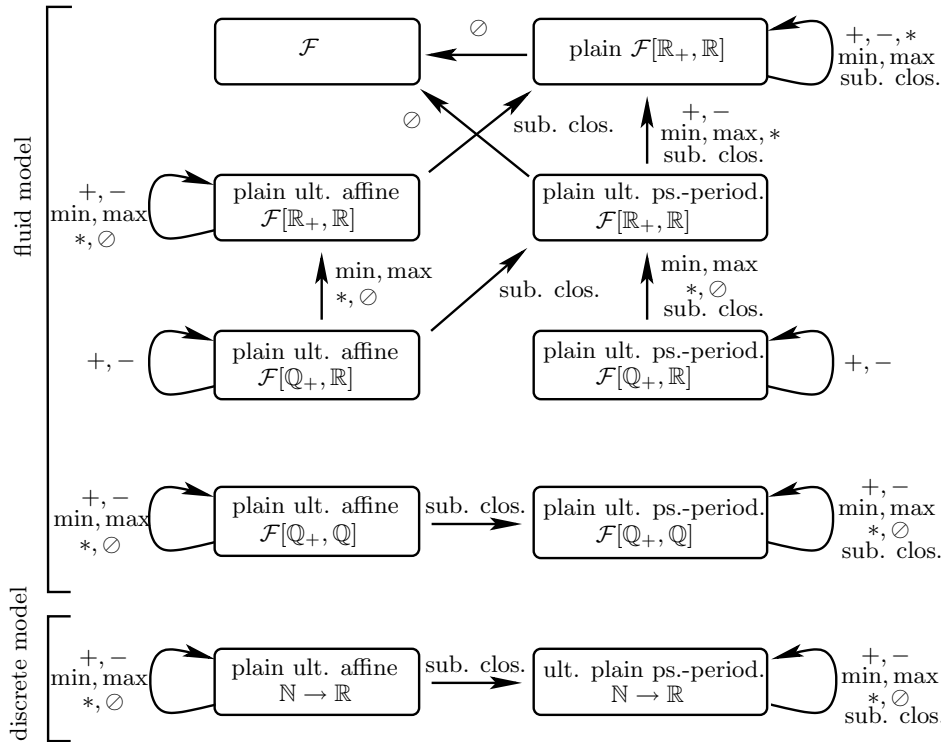 ⊘
+, −, ∗
min, max
sub. clos.
ℱ
plain ℱ[ℝ₊, ℝ]
⊘
sub. clos.
+, −
min, max, ∗
sub. clos.
fluid model
+, −
min, max
∗, ⊘
plain ult. affine
ℱ[ℝ₊, ℝ]
plain ult. ps.-period.
ℱ[ℝ₊, ℝ]
min, max
∗, ⊘
sub. clos.
min, max
∗, ⊘
sub. clos.
+, −
plain ult. affine
ℱ[ℚ₊, ℝ]
plain ult. ps.-period.
ℱ[ℚ₊, ℝ]
+, −
+, −
min, max
∗, ⊘
plain ult. affine
ℱ[ℚ₊, ℚ]
sub. clos.
plain ult. ps.-period.
ℱ[ℚ₊, ℚ]
+, −
min, max
∗, ⊘
sub. clos.
discrete model
+, −
min, max
∗, ⊘
plain ult. affine
ℕ → ℝ
sub. clos.
ult. plain ps.-period.
ℕ → ℝ
+, −
min, max
∗, ⊘
sub. clos.